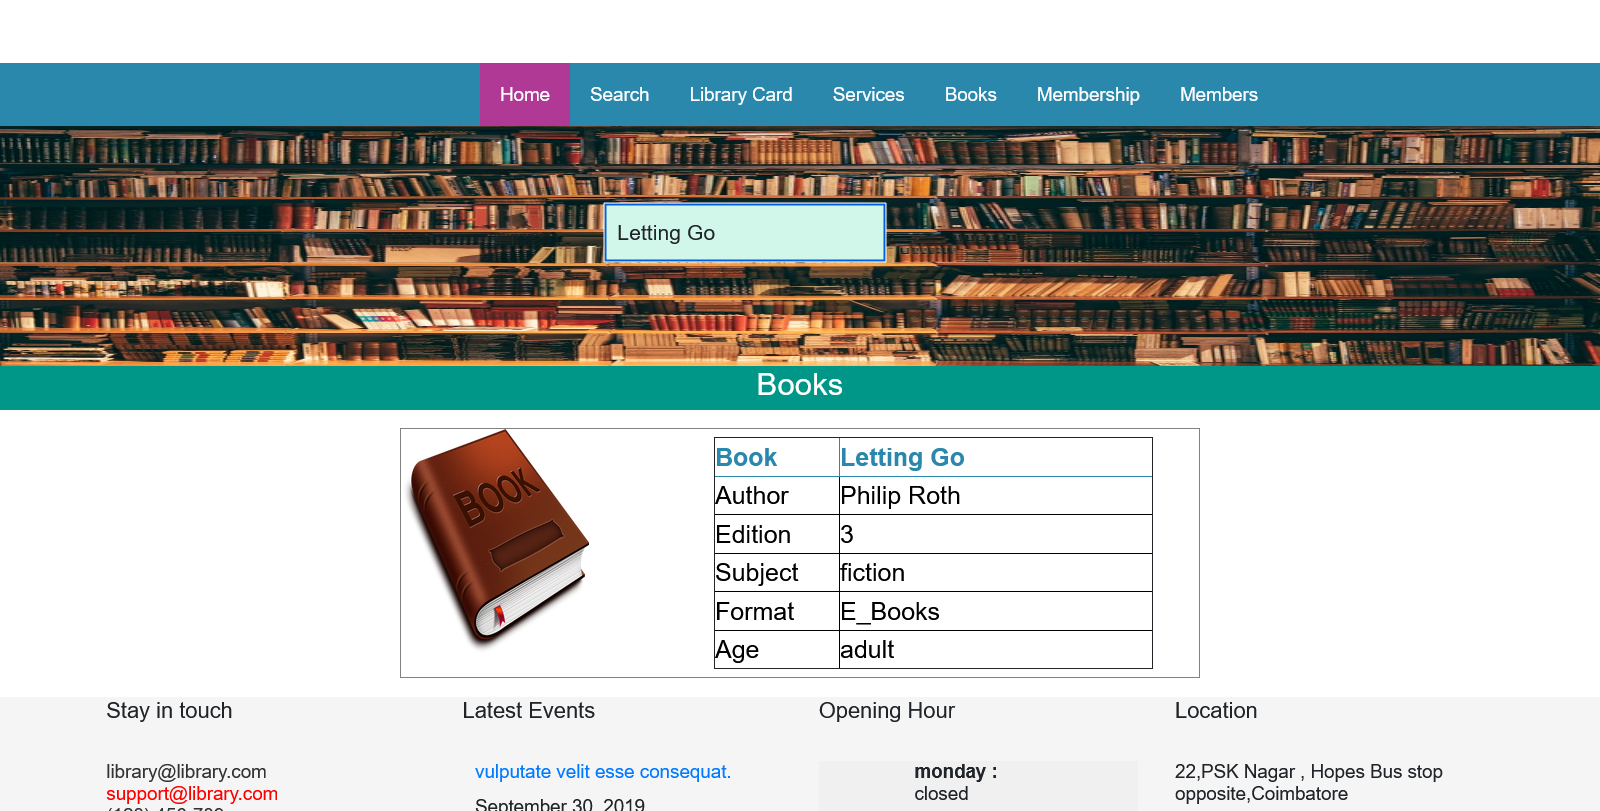 Home Search Library Card Services Books Membership Members
Letting Go
Books
BOOK
Book Letting Go
Author Philip Roth
Edition 3
Subject fiction
Format E_Books
Age adult
Stay in touch Latest Events Opening Hour Location
library@library.com vulputate velit esse consequat. monday : 22,PSK Nagar , Hopes Bus stop
support@library.com September 30, 2019 closed opposite,Coimbatore